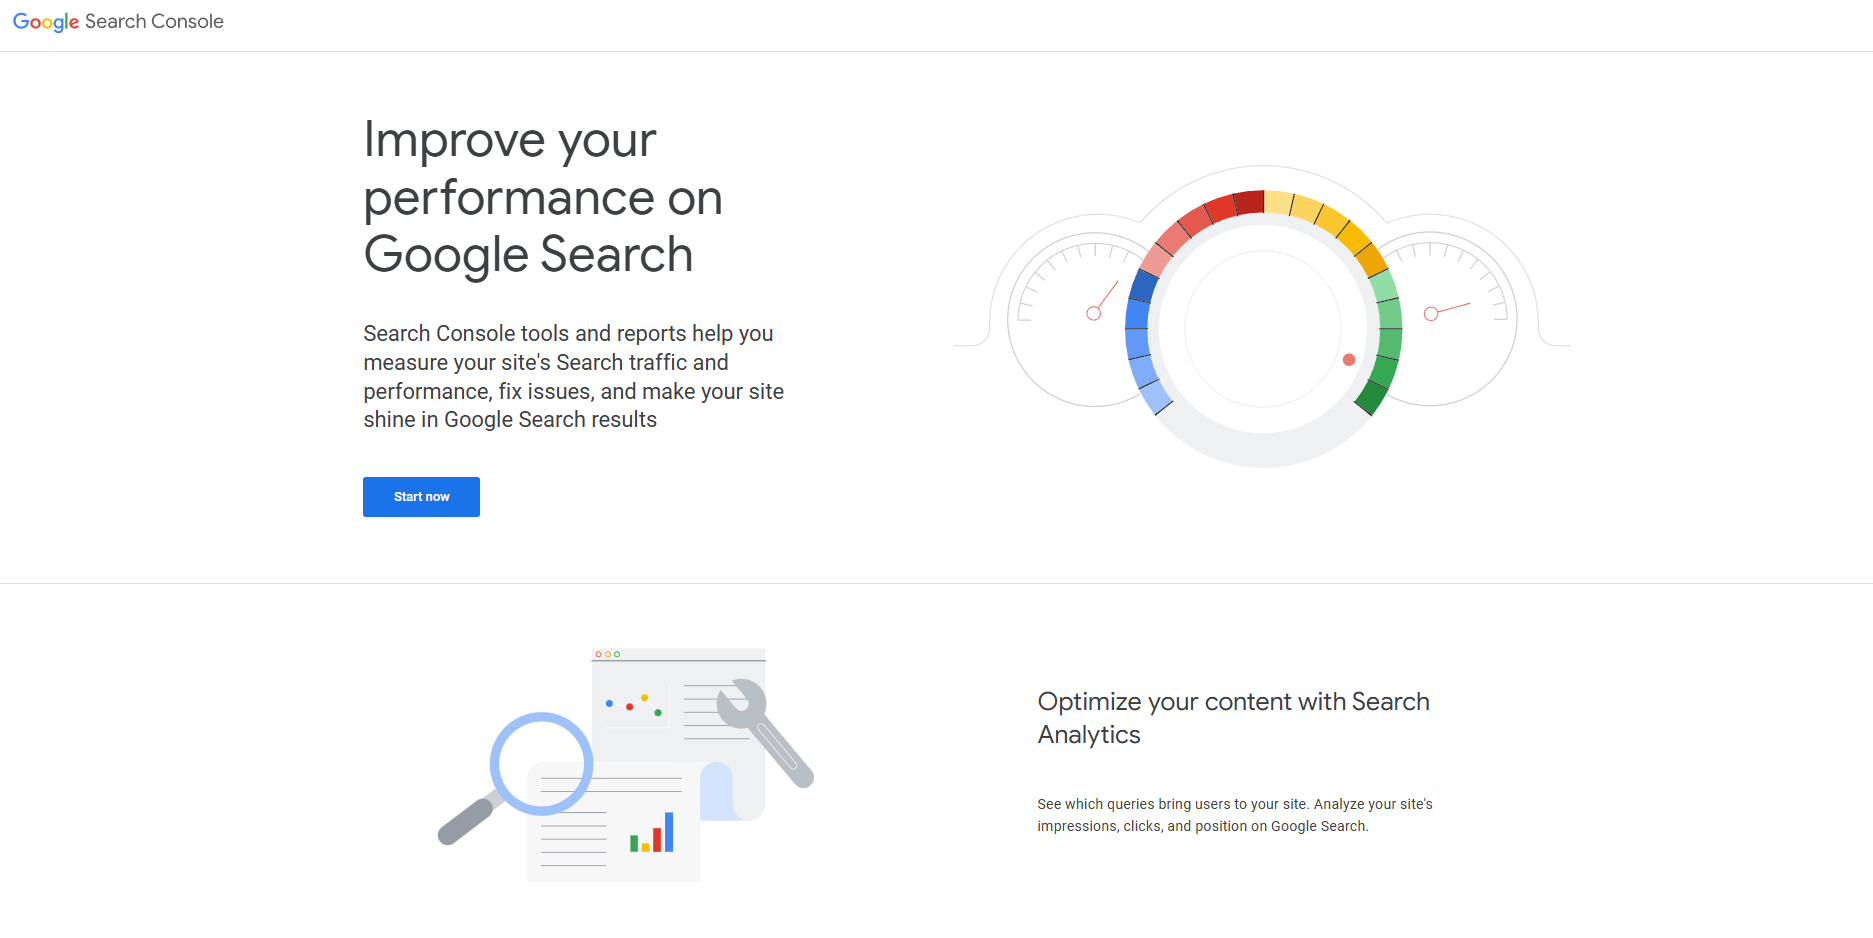 Google Search Console
Improve your
performance on
Google Search
Search Console tools and reports help you
measure your site's Search traffic and
performance, fix issues, and make your site
shine in Google Search results
Start now
Optimize your content with Search
Analytics
See which queries bring users to your site. Analyze your site's
impressions, clicks, and position on Google Search.